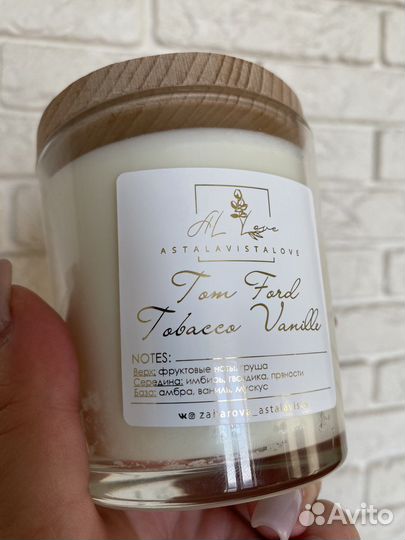 AL Love
ASTALAVISTALOVE
Tom Ford
Tobacco Vanille
NOTES:
Верх: фруктовые ноты, груша
Середина: имбирь, гвоздика, пряности
База: амбра, ваниль, мускус
Avito